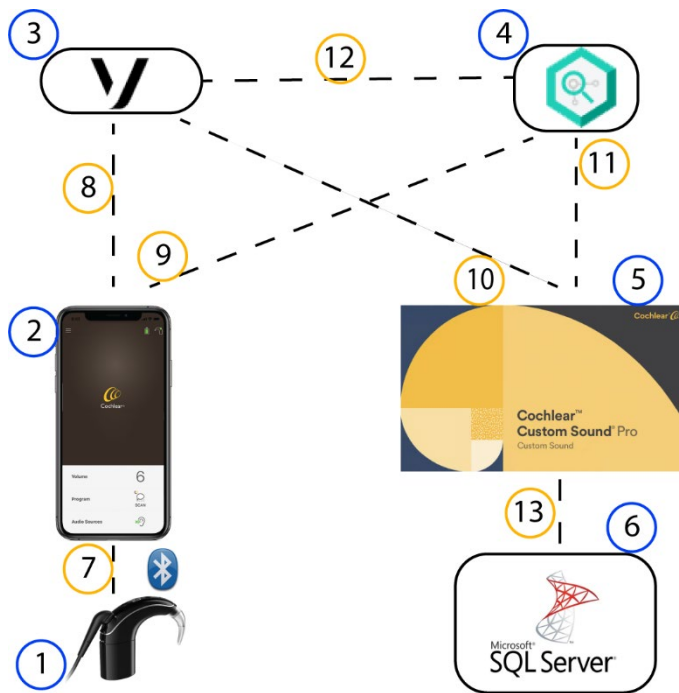 3
4
12
8
11
9
10
5
2
Cochlear
Cochlear™
Custom Sound® Pro
Custom Sound
Cochlear
Volume
6
Program
SCAN
Audio Sources
7
13
6
1
Microsoft®
SQL Server®